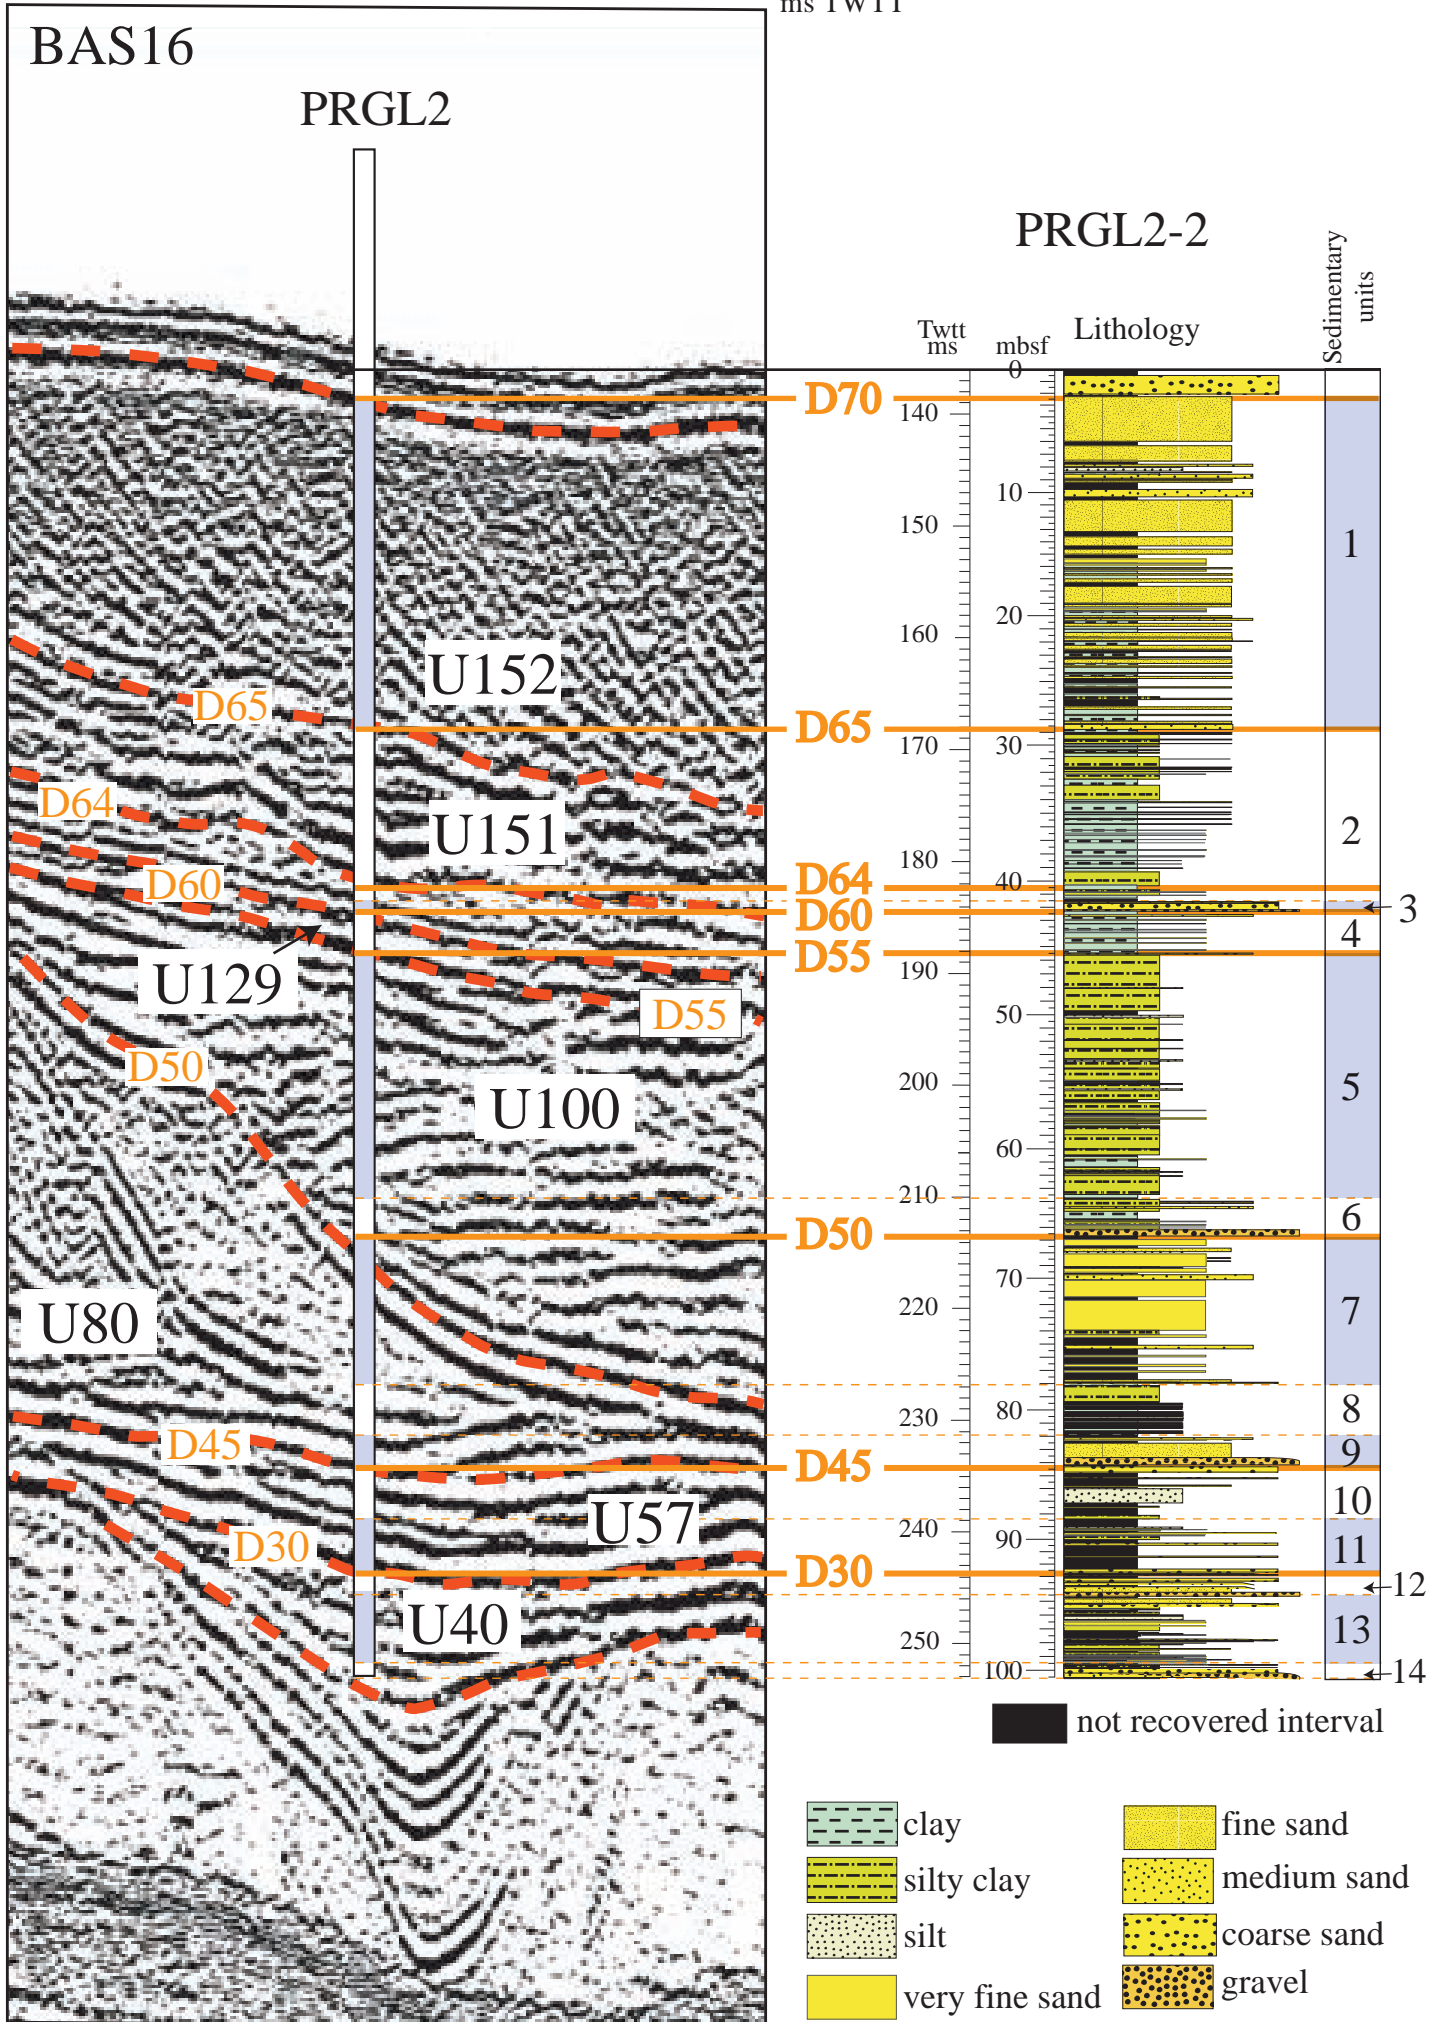 ms TWTT
BAS16
PRGL2
PRGL2-2
Sedimentary
units
Twtt
ms
mbsf
Lithology
0
D70
140
10
150
1
20
160
U152
D65
D65
170
30
D64
U151
2
180
D64
40
D60
D60
3
4
U129
D55
190
D55
50
D50
200
U100
5
60
210
6
D50
70
U80
220
7
230
80
8
D45
9
D45
10
U57
240
90
D30
11
D30
12
U40
13
250
100
14
not recovered interval
clay
fine sand
silty clay
medium sand
silt
coarse sand
very fine sand
gravel